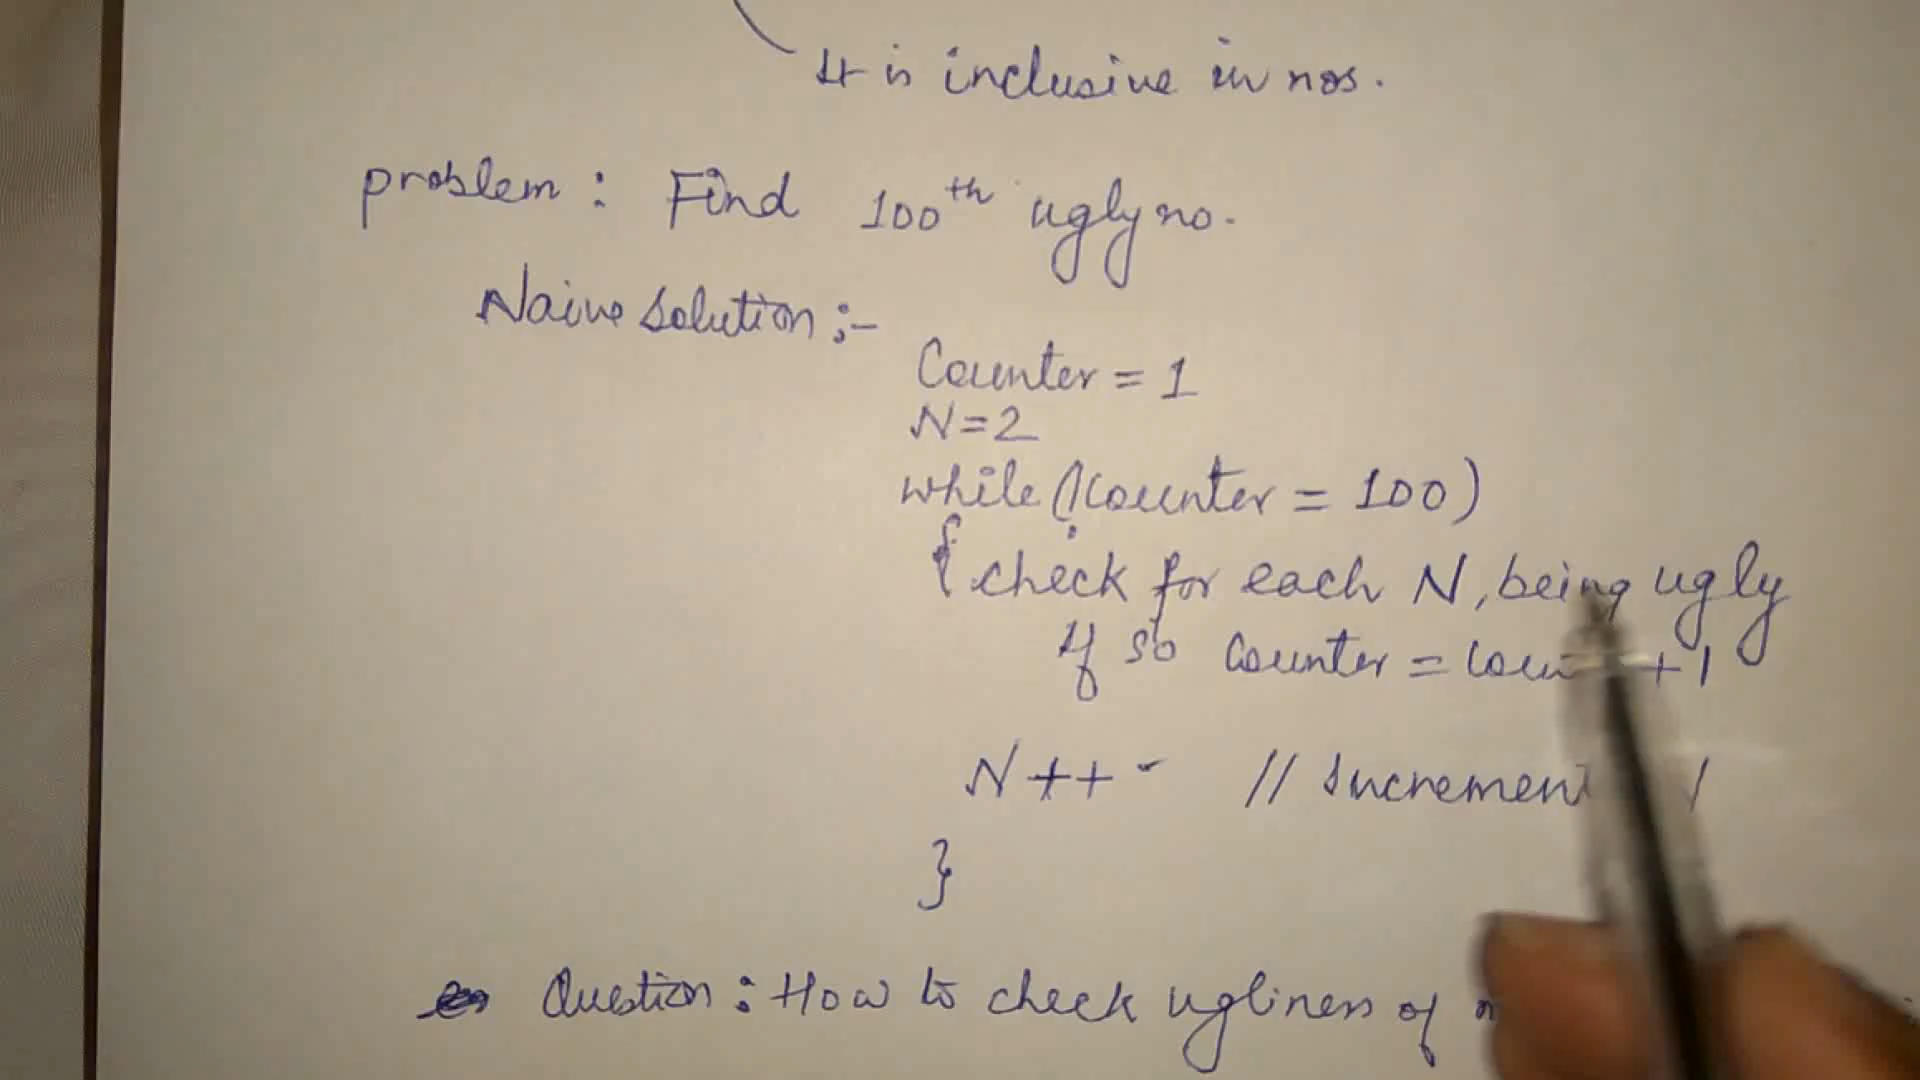 It is inclusive in nos.
problem : Find 100th ugly no.
Naive solution :-
Counter = 1
N=2
while (!counter = 100)
{ check for each N, being ugly
If so Counter = +1
N++ // Increment
}
Question : How to check ugliness of